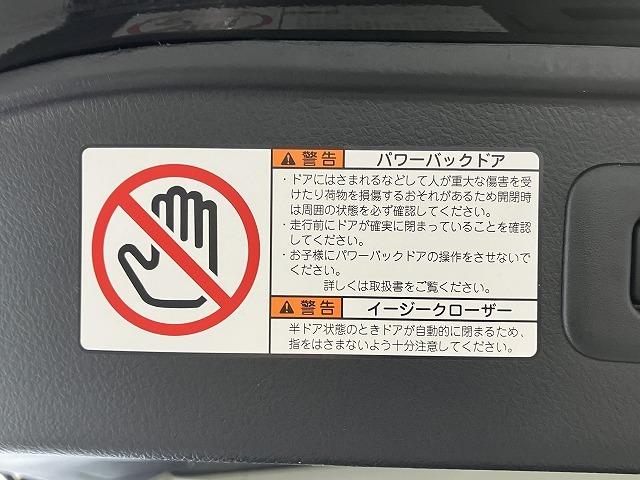 警告 パワーバックドア
・ドアにはさまれるなどして人が重大な傷害を受
けたり荷物を損傷するおそれがあるため開閉時
は周囲の状態を必ず確認してください。
・走行前にドアが確実に閉まっていることを確認
してください。
・お子様にパワーバックドアの操作をさせないで
ください。
詳しくは取扱書をご覧ください。
警告 イージークローザー
半ドア状態のときドアが自動的に閉まるため、
指をはさまないよう十分注意してください。